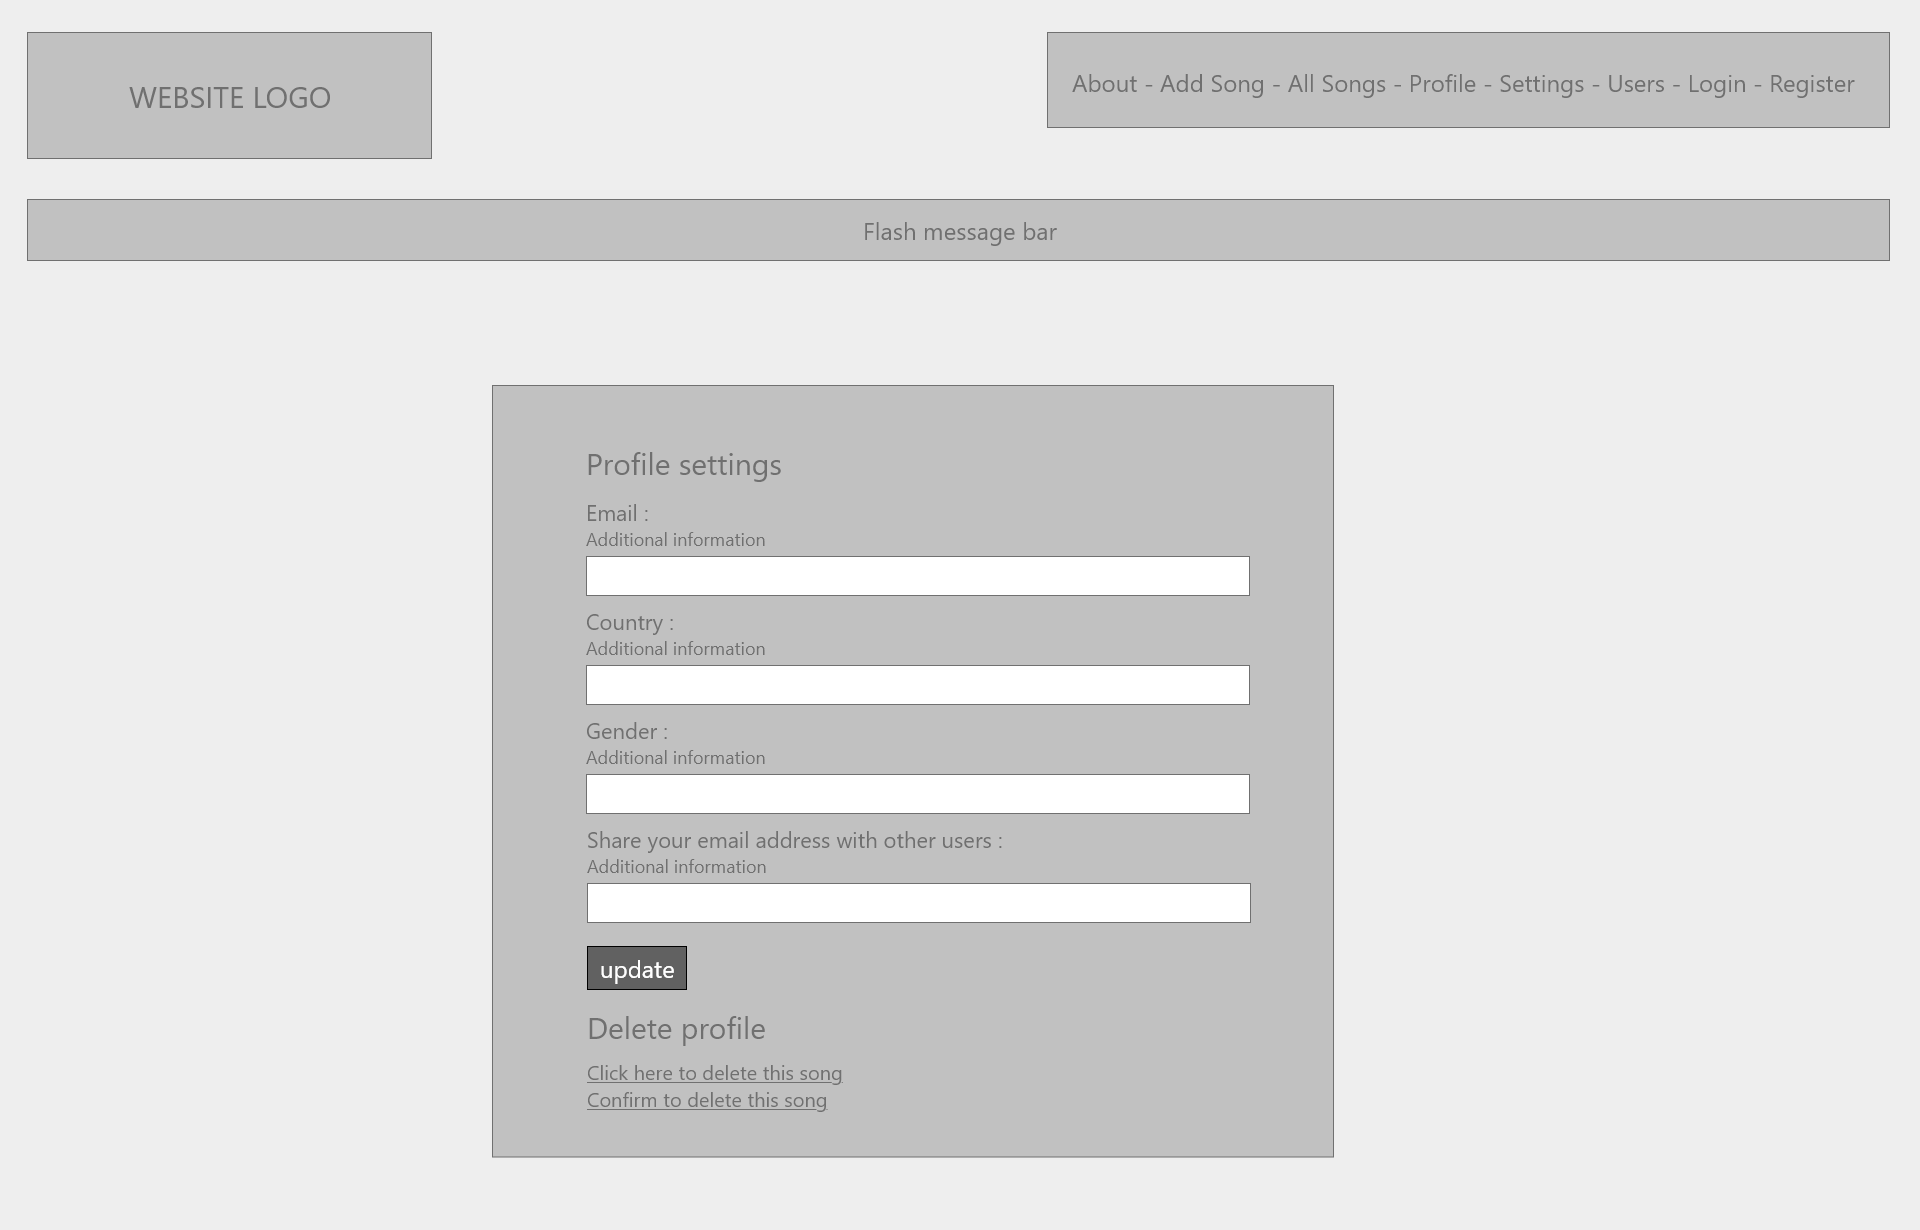 WEBSITE LOGO
About - Add Song - All Songs - Profile - Settings - Users - Login - Register
Flash message bar
Profile settings
Email :
Additional information
Country :
Additional information
Gender :
Additional information
Share your email address with other users :
Additional information
update
Delete profile
Click here to delete this song
Confirm to delete this song